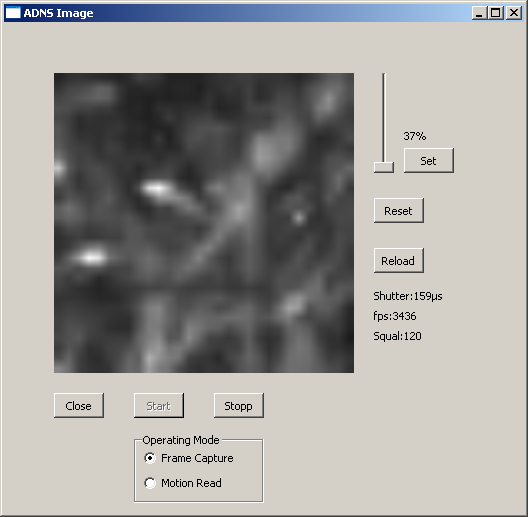 ADNS Image
37%
Set
Reset
Reload
Shutter:159µs
fps:3436
Squal:120
Close
Start
Stopp
Operating Mode
Frame Capture
Motion Read